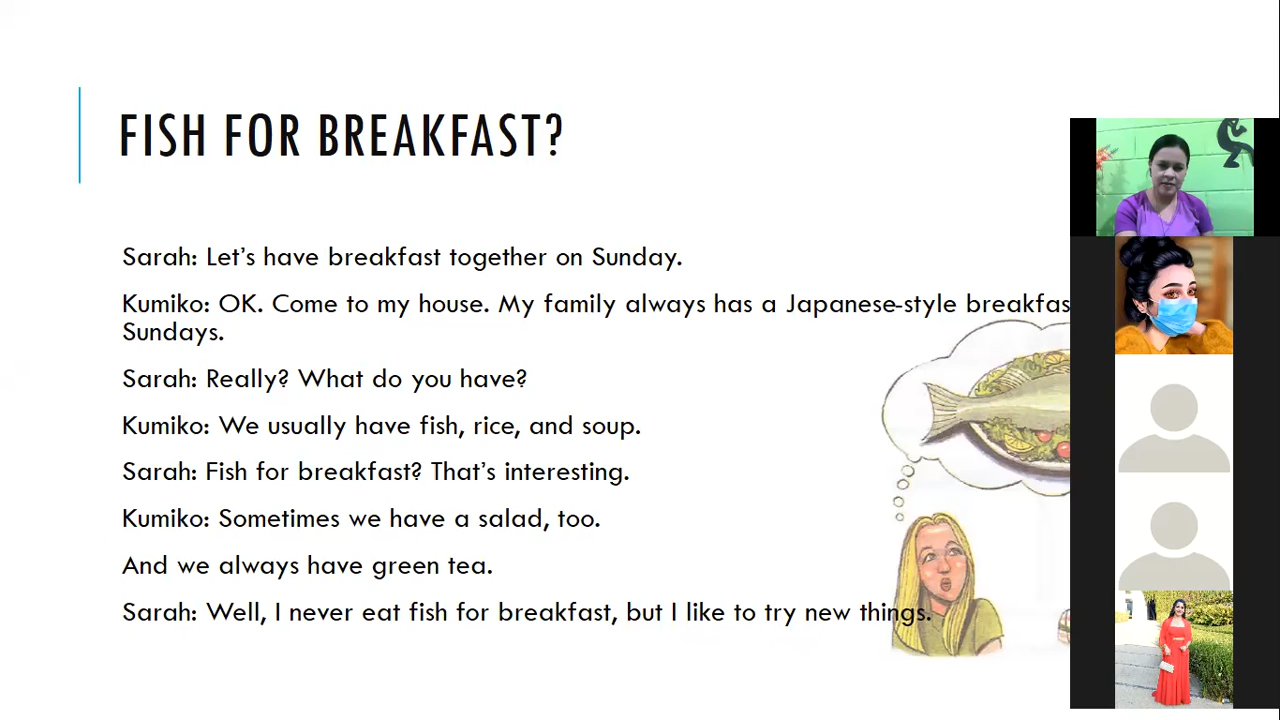 FISH FOR BREAKFAST?
Sarah: Let's have breakfast together on Sunday.
Kumiko: OK. Come to my house. My family always has a Japanese-style
Sundays.
Sarah: Really? What do you have?
Kumiko: We usually have fish, rice, and soup.
Sarah: Fish for breakfast? That's interesting.
Kumiko: Sometimes we have a salad, too.
And we always have green tea.
Sarah: Well, I never eat fish for breakfast, but I like to try new things.